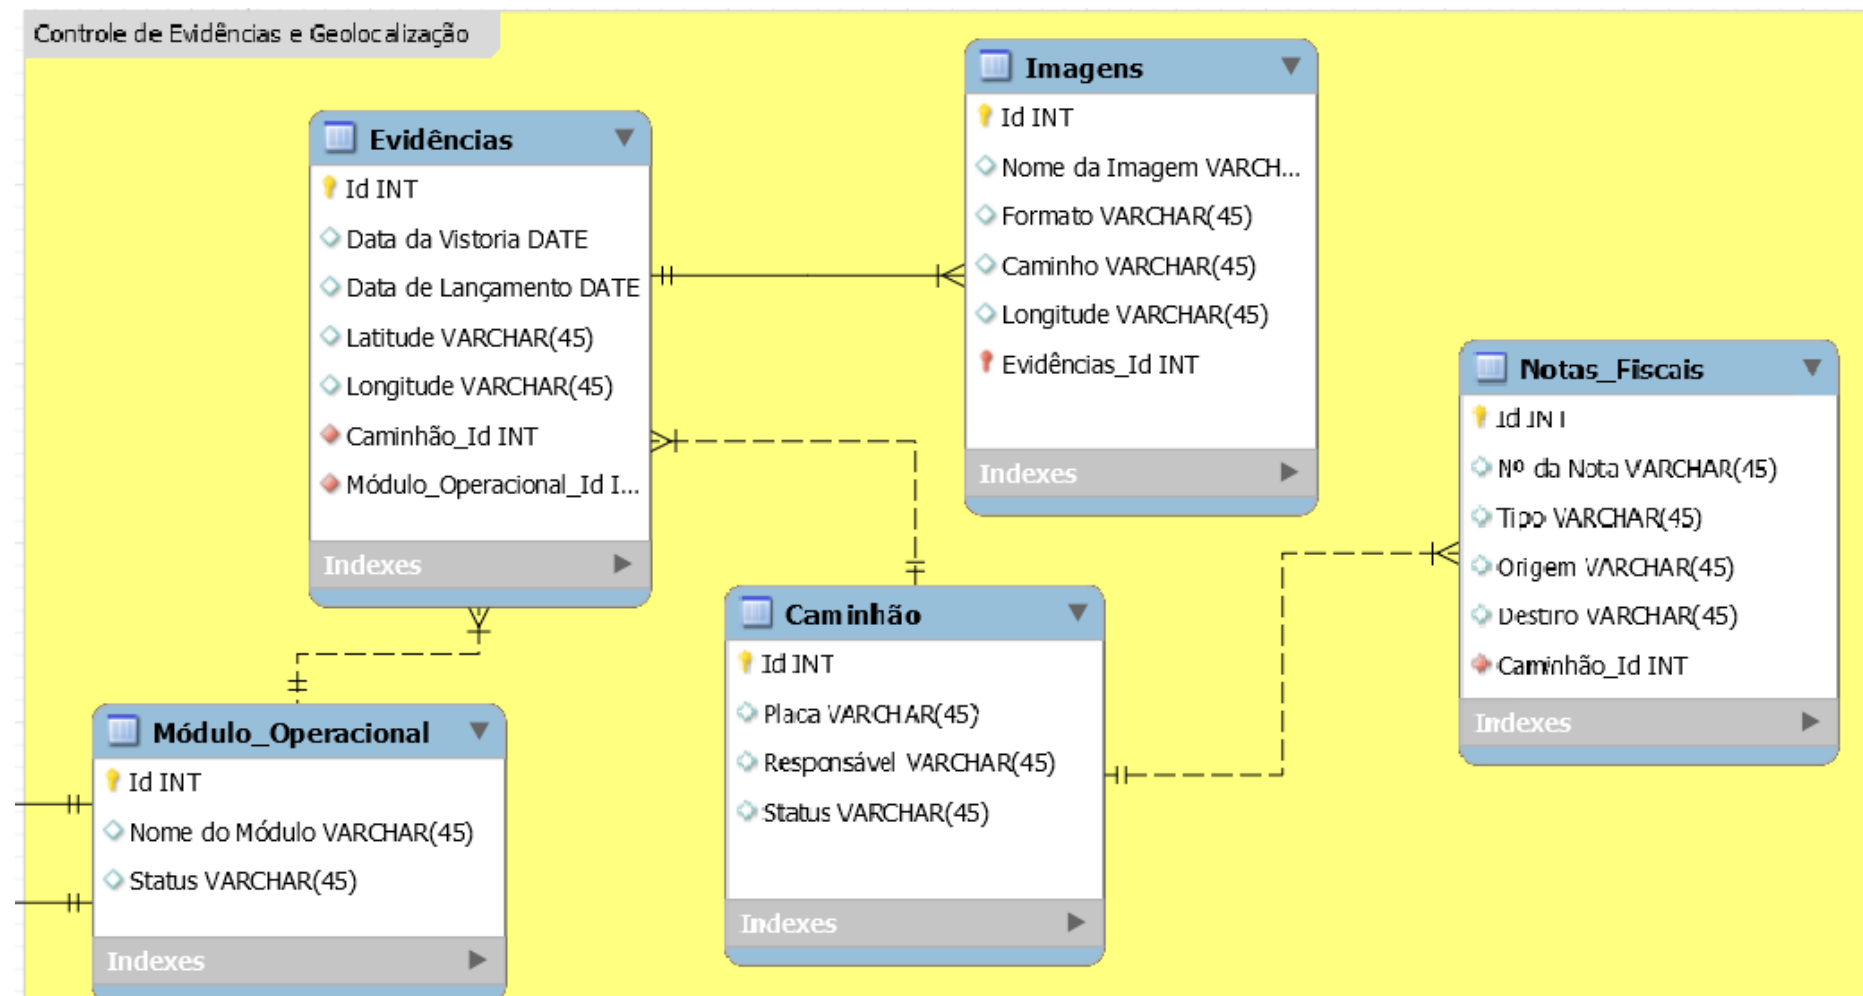 Controle de Evidências e Geolocalização
Evidências
Id INT
Data da Vistoria DATE
Data de Lançamento DATE
Latitude VARCHAR(45)
Longitude VARCHAR(45)
Caminhão_Id INT
Módulo_Operacional_Id I...
Indexes
Imagens
Id INT
Nome da Imagem VARCH...
Formato VARCHAR(45)
Caminho VARCHAR(45)
Longitude VARCHAR(45)
Evidências_Id INT
Indexes
Notas_Fiscais
Id INT
Nº da Nota VARCHAR(45)
Tipo VARCHAR(45)
Origem VARCHAR(45)
Destino VARCHAR(45)
Caminhão_Id INT
Indexes
Caminhão
Id INT
Placa VARCHAR(45)
Responsável VARCHAR(45)
Status VARCHAR(45)
Indexes
Módulo_Operacional
Id INT
Nome do Módulo VARCHAR(45)
Status VARCHAR(45)
Indexes